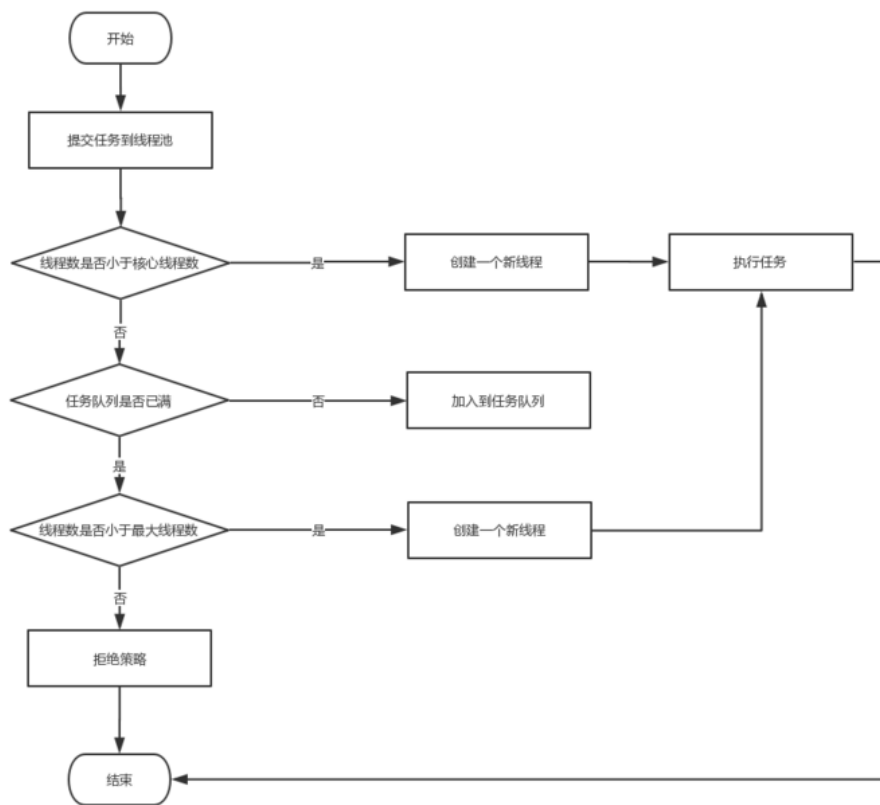 开始
提交任务到线程池
线程数是否小于核心线程数
是
创建一个新线程
执行任务
否
任务队列是否已满
否
加入到任务队列
是
线程数是否小于最大线程数
是
创建一个新线程
否
拒绝策略
结束